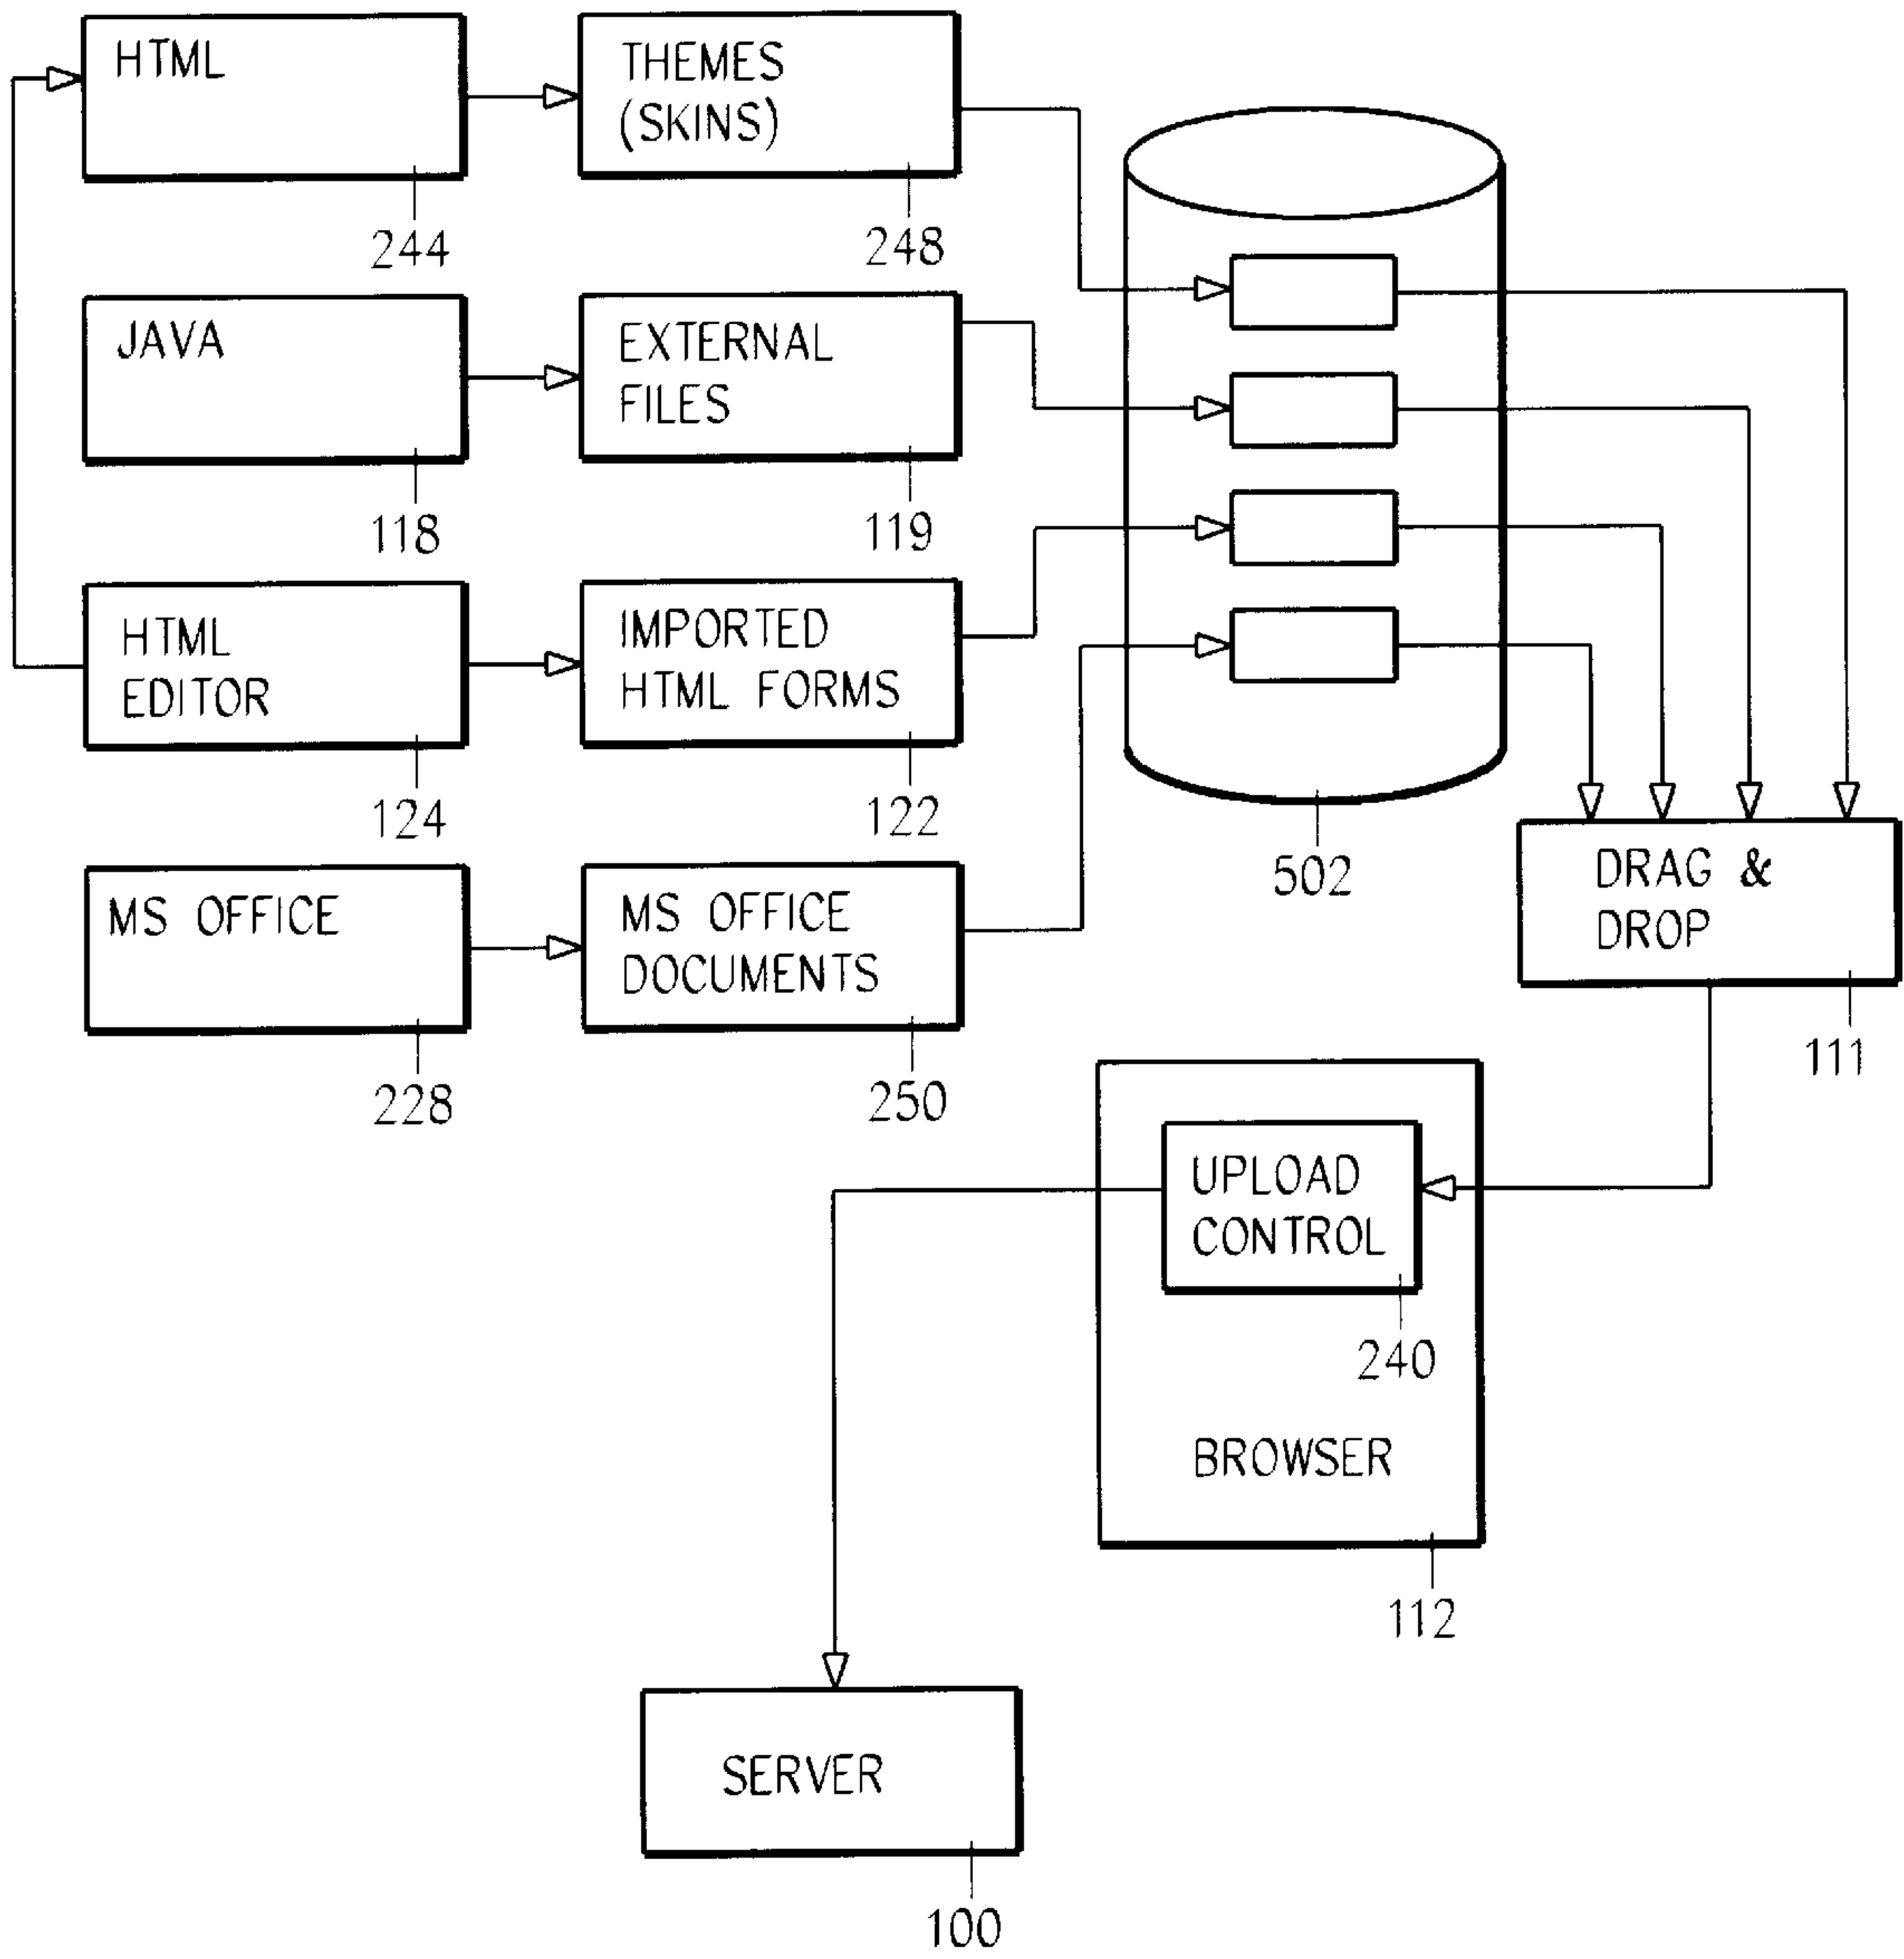 HTML
244
THEMES
(SKINS)
248
JAVA
118
EXTERNAL
FILES
119
HTML
EDITOR
124
IMPORTED
HTML FORMS
122
MS OFFICE
228
MS OFFICE
DOCUMENTS
250
502
DRAG &
DROP
111
UPLOAD
CONTROL
240
BROWSER
112
SERVER
100